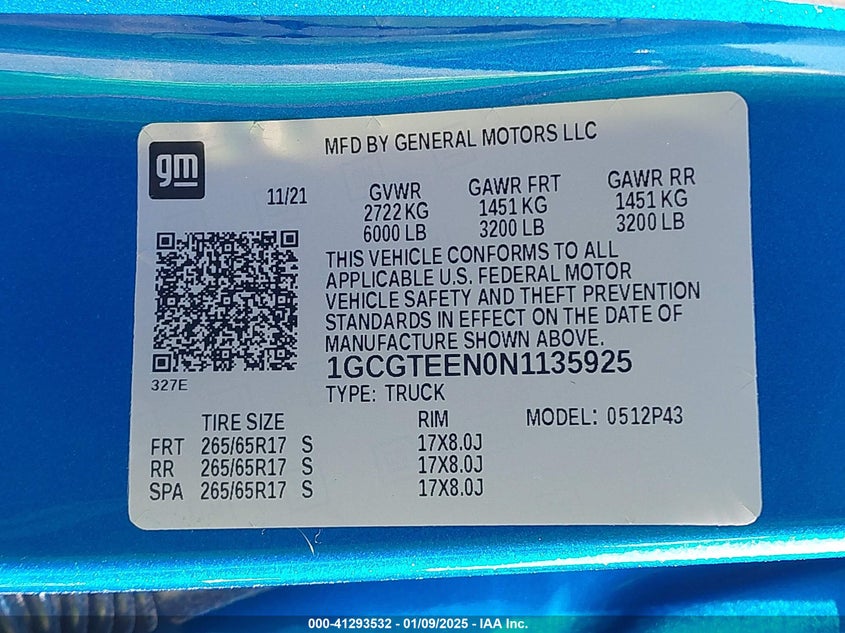 MFD BY GENERAL MOTORS LLC
gm
11/21
GVWR GAWR FRT GAWR RR
2722 KG 1451 KG 1451 KG
6000 LB 3200 LB 3200 LB
THIS VEHICLE CONFORMS TO ALL
APPLICABLE U.S. FEDERAL MOTOR
VEHICLE SAFETY AND THEFT PREVENTION
STANDARDS IN EFFECT ON THE DATE OF
MANUFACTURE SHOWN ABOVE.
1GCGTEEN0N1135925
327E
TYPE: TRUCK
TIRE SIZE RIM MODEL: 0512P43
FRT 265/65R17 S 17X8.0J
RR 265/65R17 S 17X8.0J
SPA 265/65R17 S 17X8.0J
000-41293532 - 01/09/2025 - IAA Inc.